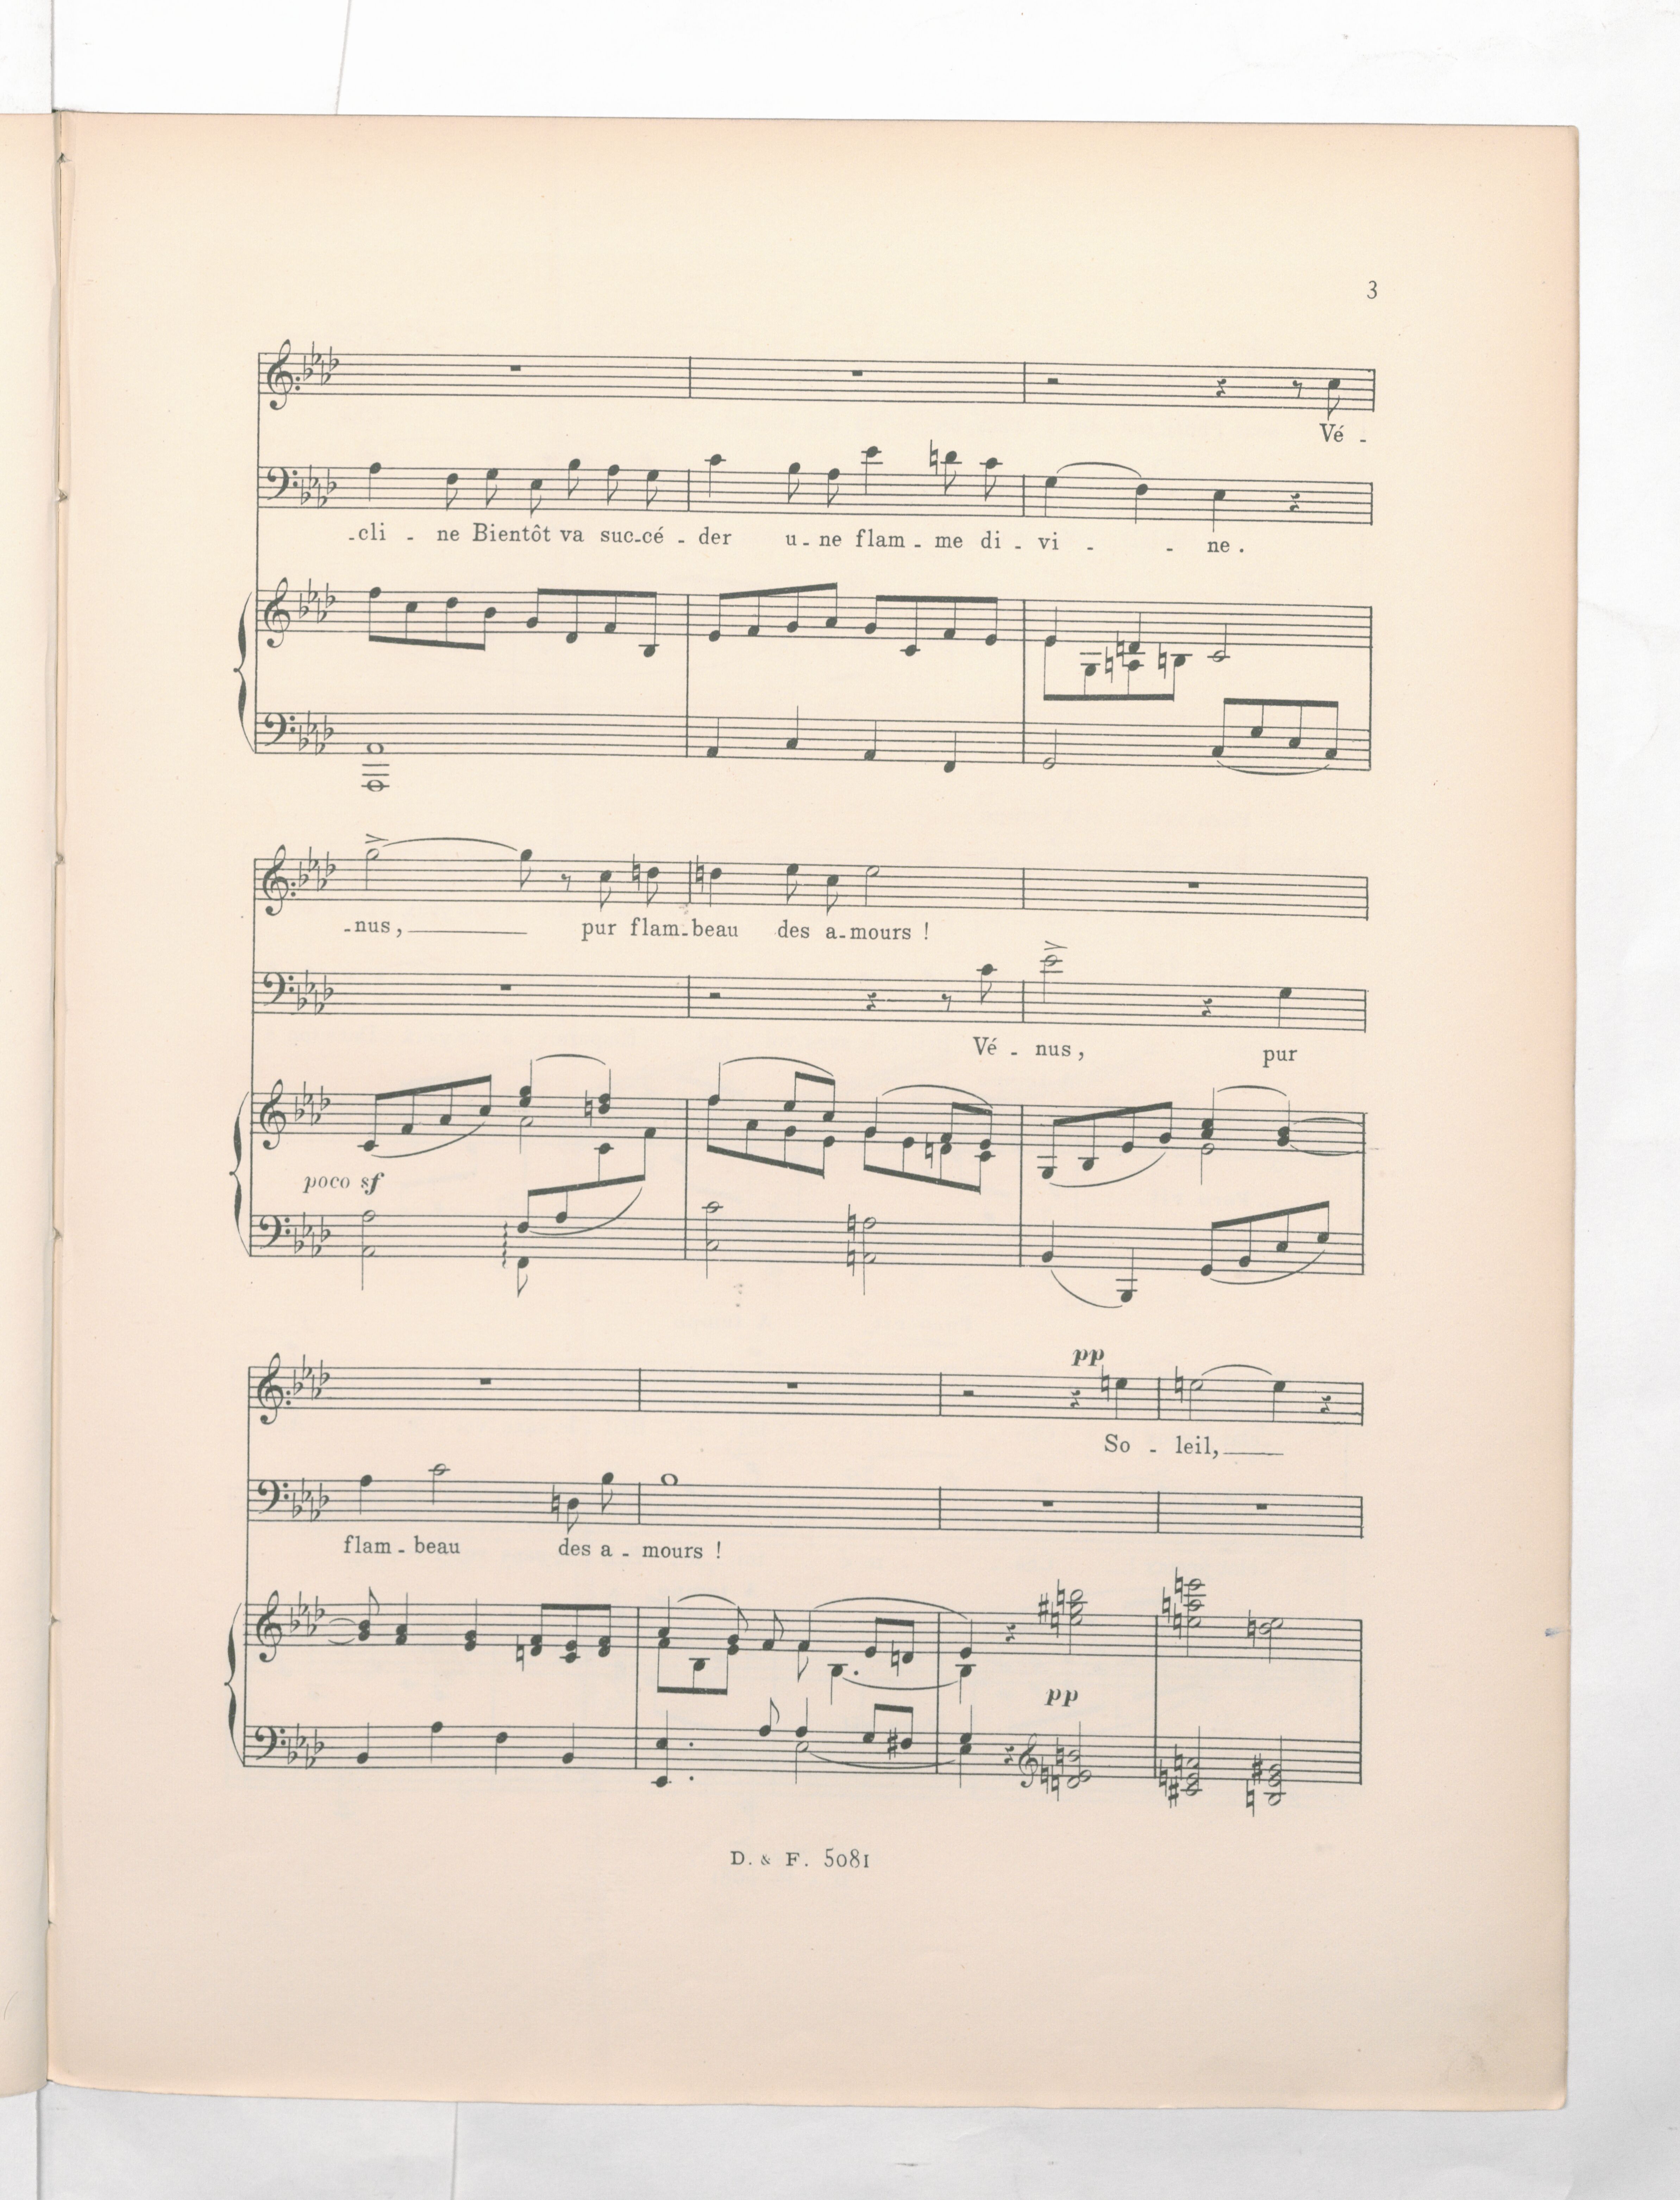 3
Vé -
-cli - ne Bientôt va suc-cé - der u - ne flam - me di - vi - - ne .
-nus , pur flam-beau des a-mours !
Vé - nus , pur
poco sf
pp
So - leil,
flam - beau des a - mours !
pp
D. & F. 5081